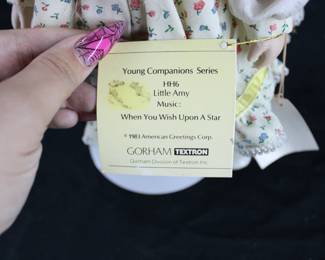 Young Companions Series
HH6
Little Amy
Music:
When You Wish Upon A Star
© 1983 American Greetings Corp.
GORHAM TEXTRON
Gorham Division of Textron Inc.